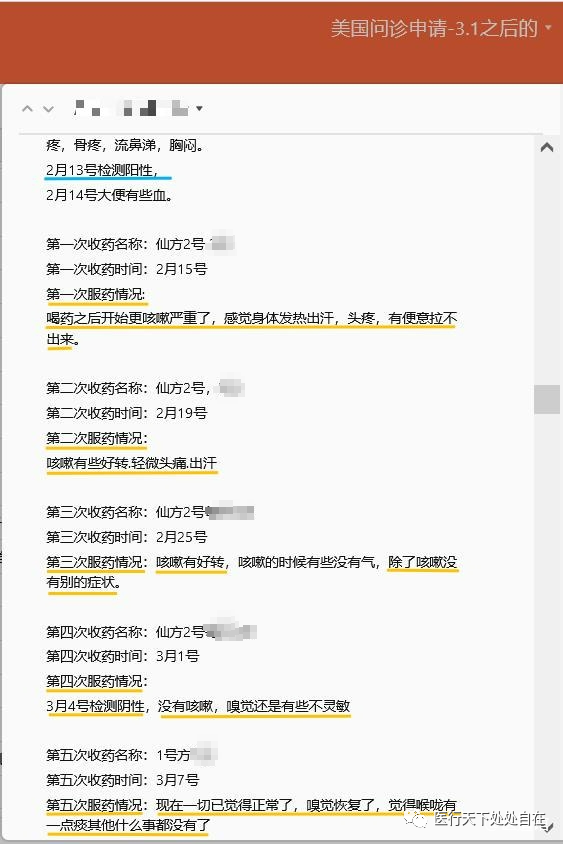 美国问诊申请-3.1之后的
疼，骨疼，流鼻涕，胸闷。
2月13号检测阳性，
2月14号大便有些血。
第一次收药名称：仙方2号
第一次收药时间：2月15号
第一次服药情况:
喝药之后开始更咳嗽严重了，感觉身体发热出汗，头疼，有便意拉不
出来。
第二次收药名称：仙方2号，
第二次收药时间：2月19号
第二次服药情况：
咳嗽有些好转.轻微头痛.出汗
第三次收药名称：仙方2号
第三次收药时间：2月25号
第三次服药情况：咳嗽有好转，咳嗽的时候有些没有气，除了咳嗽没
有别的症状。
第四次收药名称：仙方2号
第四次收药时间：3月1号
第四次服药情况：
3月4号检测阴性，没有咳嗽，嗅觉还是有些不灵敏
第五次收药名称：1号方
第五次收药时间：3月7号
第五次服药情况：现在一切已觉得正常了，嗅觉恢复了，觉得喉咙有
一点痰其他什么事都没有了
医行天下处处自在